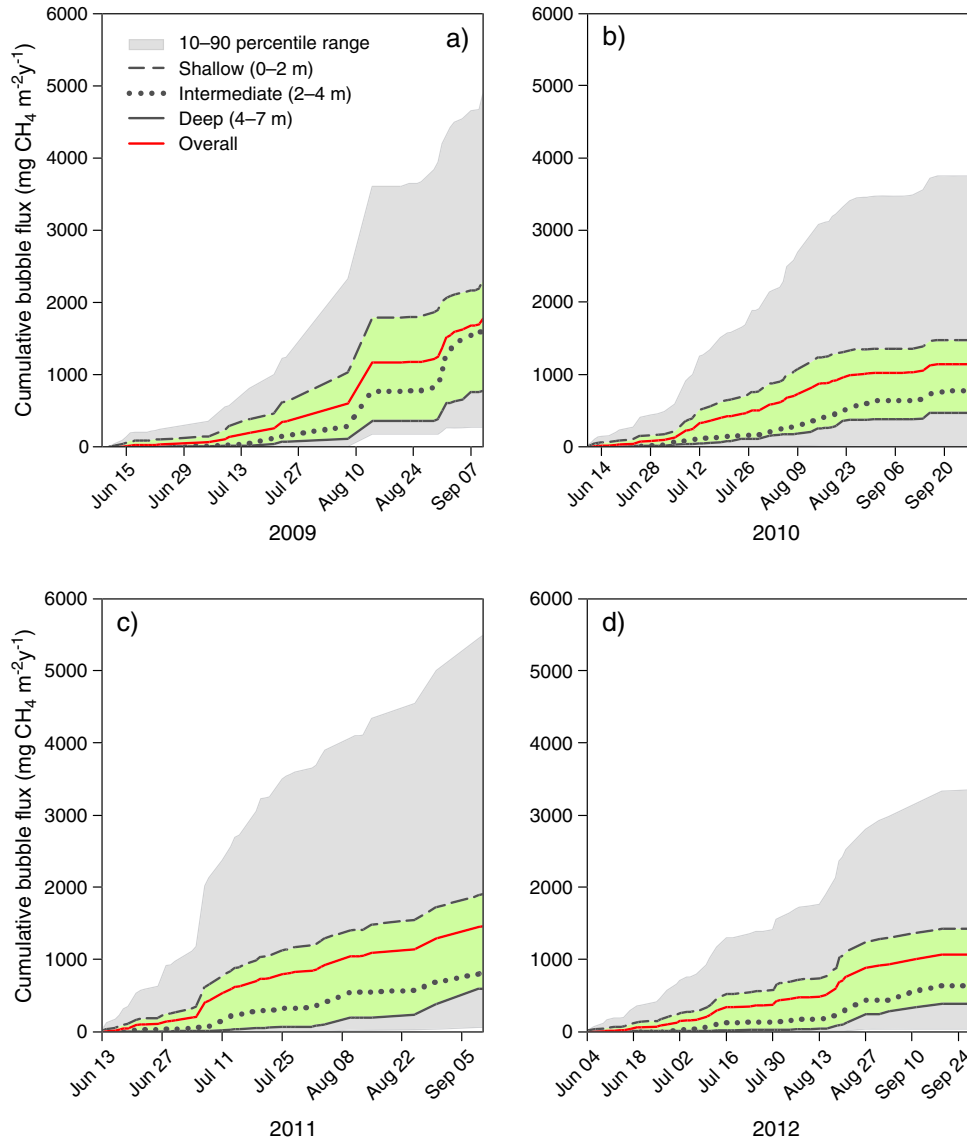 a)
10–90 percentile range
Shallow (0–2 m)
Intermediate (2–4 m)
Deep (4–7 m)
Overall
Cumulative bubble flux (mg CH4 m-2y-1)
6000
5000
4000
3000
2000
1000
0
Jun 15
Jun 29
Jul 13
Jul 27
Aug 10
Aug 24
Sep 07
2009
b)
6000
5000
4000
3000
2000
1000
0
Jun 14
Jun 28
Jul 12
Jul 26
Aug 09
Aug 23
Sep 06
Sep 20
2010
c)
Cumulative bubble flux (mg CH4 m-2y-1)
6000
5000
4000
3000
2000
1000
0
Jun 13
Jun 27
Jul 11
Jul 25
Aug 08
Aug 22
Sep 05
2011
d)
6000
5000
4000
3000
2000
1000
0
Jun 04
Jun 18
Jul 02
Jul 16
Jul 30
Aug 13
Aug 27
Sep 10
Sep 24
2012